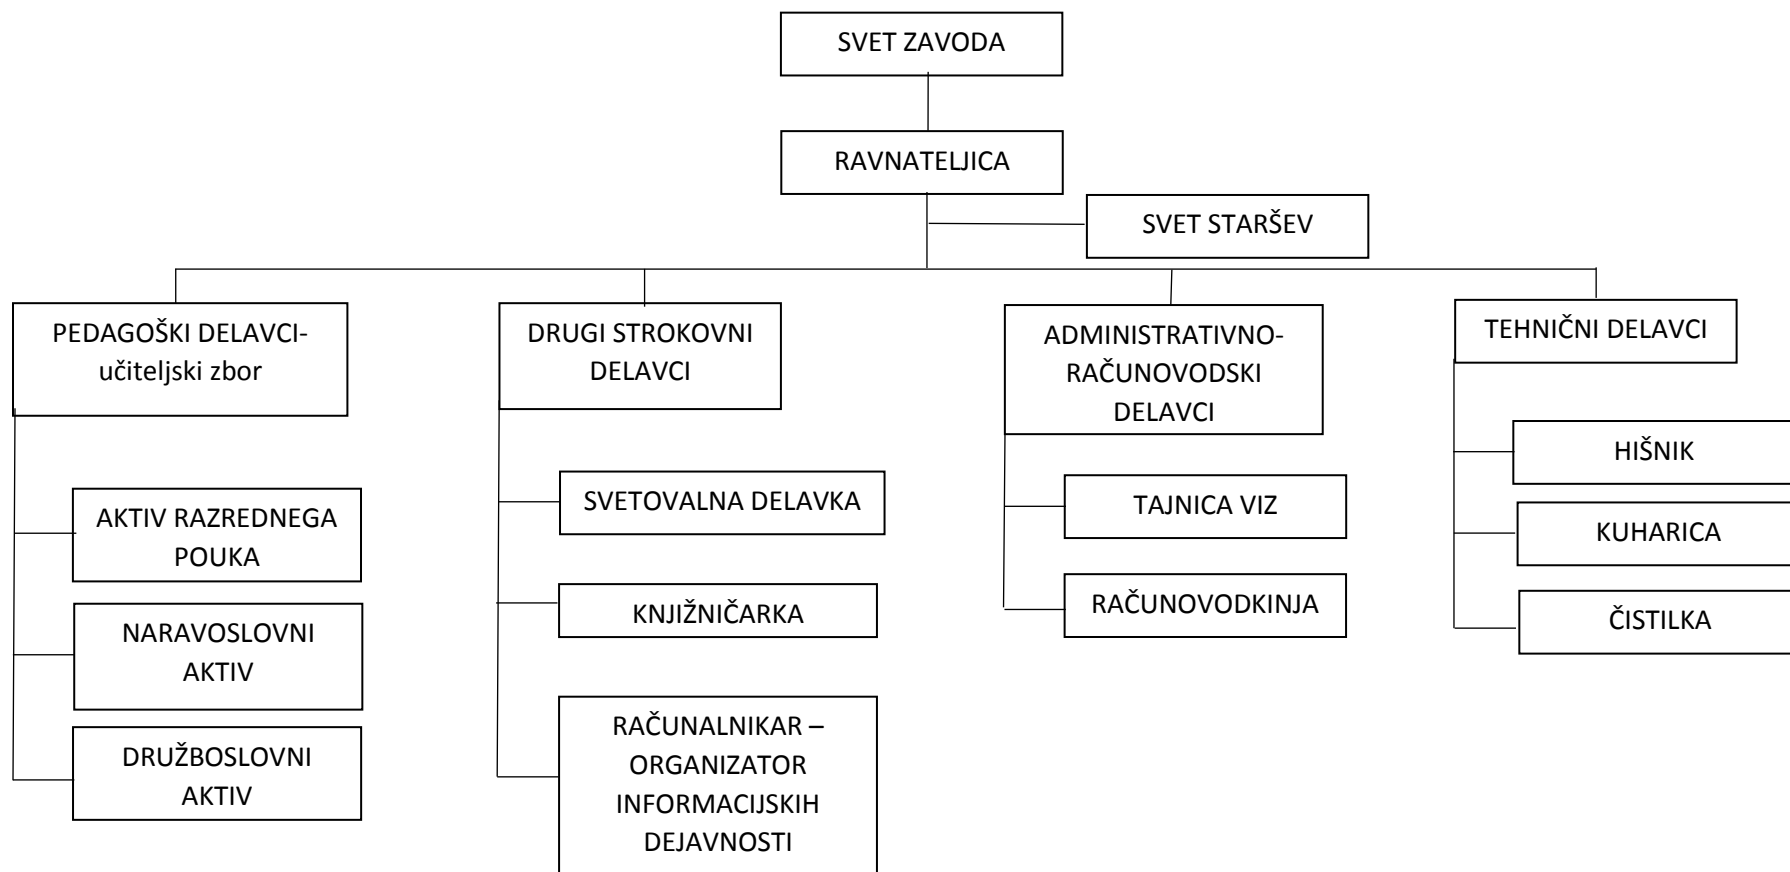 SVET ZAVODA
RAVNATELJICA
SVET STARŠEV
PEDAGOŠKI DELAVCI-
učiteljski zbor
AKTIV RAZREDNEGA
POUKA
NARAVOSLOVNI
AKTIV
DRUŽBOSLOVNI
AKTIV
DRUGI STROKOVNI
DELAVCI
SVETOVALNA DELAVKA
KNJIŽNIČARKA
RAČUNALNIKAR –
ORGANIZATOR
INFORMACIJSKIH
DEJAVNOSTI
ADMINISTRATIVNO-
RAČUNOVODSKI
DELAVCI
TAJNICA VIZ
RAČUNOVODKINJA
TEHNIČNI DELAVCI
HIŠNIK
KUHARICA
ČISTILKA